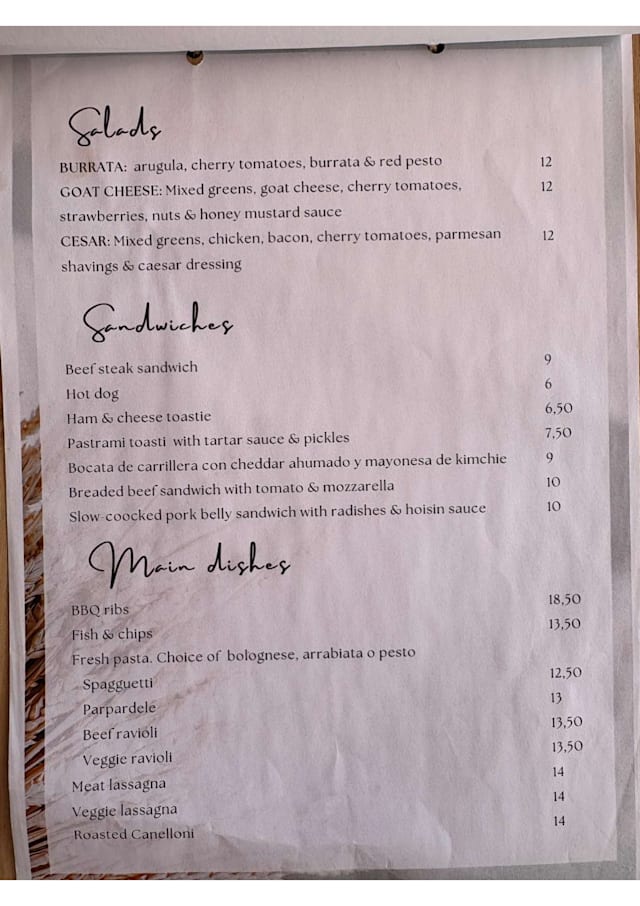 Salads
BURRATA: arugula, cherry tomatoes, burrata & red pesto 12
GOAT CHEESE: Mixed greens, goat cheese, cherry tomatoes, 12
strawberries, nuts & honey mustard sauce
CESAR: Mixed greens, chicken, bacon, cherry tomatoes, parmesan 12
shavings & caesar dressing
Sandwiches
Beef steak sandwich 9
Hot dog 6
Ham & cheese toastie 6,50
Pastrami toasti with tartar sauce & pickles 7,50
Bocata de carrillera con cheddar ahumado y mayonesa de kimchie 9
Breaded beef sandwich with tomato & mozzarella 10
Slow-coocked pork belly sandwich with radishes & hoisin sauce 10
Main dishes
BBQ ribs 18,50
Fish & chips 13,50
Fresh pasta. Choice of bolognese, arrabiata o pesto
Spagguetti 12,50
Parpardele 13
Beef ravioli 13,50
Veggie ravioli 13,50
Meat lassagna 14
Veggie lassagna 14
Roasted Canelloni 14